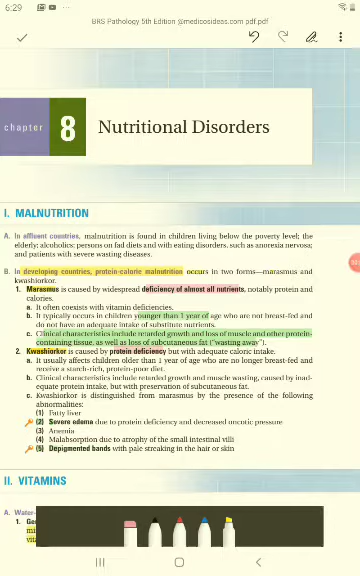 6:29
BRS Pathology 5th Edition @medicosideas.com pdf.pdf
chapter 8 Nutritional Disorders
I. MALNUTRITION
A. In affluent countries, malnutrition is found in children living below the poverty level; the
elderly; alcoholics; persons on fad diets and with eating disorders, such as anorexia nervosa;
and patients with severe wasting diseases.
B. In developing countries, protein-calorie malnutrition occurs in two forms—marasmus and
kwashiorkor.
1. Marasmus is caused by widespread deficiency of almost all nutrients, notably protein and
calories.
a. It often coexists with vitamin deficiencies.
b. It typically occurs in children younger than 1 year of age who are no longer breast-fed and
do not have an adequate intake of substitute nutrients.
c. Clinical characteristics include retarded growth and loss of muscle and other protein-
containing tissue, as well as loss of subcutaneous fat ("wasting away").
2. Kwashiorkor is caused by protein deficiency but with adequate caloric intake.
a. It usually affects children older than 1 year of age who are no longer breast-fed and
receive a starch-rich, protein-poor diet.
b. Clinical characteristics include retarded growth and muscle wasting, caused by inad-
equate protein intake, but with preservation of subcutaneous fat.
c. Kwashiorkor is distinguished from marasmus by the presence of the following
abnormalities:
(1) Fatty liver
(2) Severe edema due to protein deficiency and decreased oncotic pressure
(3) Anemia
(4) Malabsorption due to atrophy of the small intestinal villi
(5) Depigmented bands with pale streaking in the hair or skin
II. VITAMINS
A. Water-
1. Ge
mi
vita